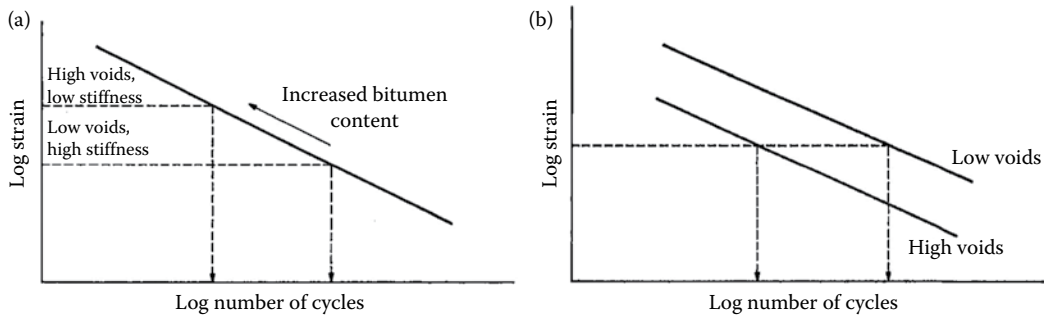 (a)
Log strain
High voids,
low stiffness
Low voids,
high stiffness
Increased bitumen
content
Log number of cycles
(b)
Log strain
Low voids
High voids
Log number of cycles